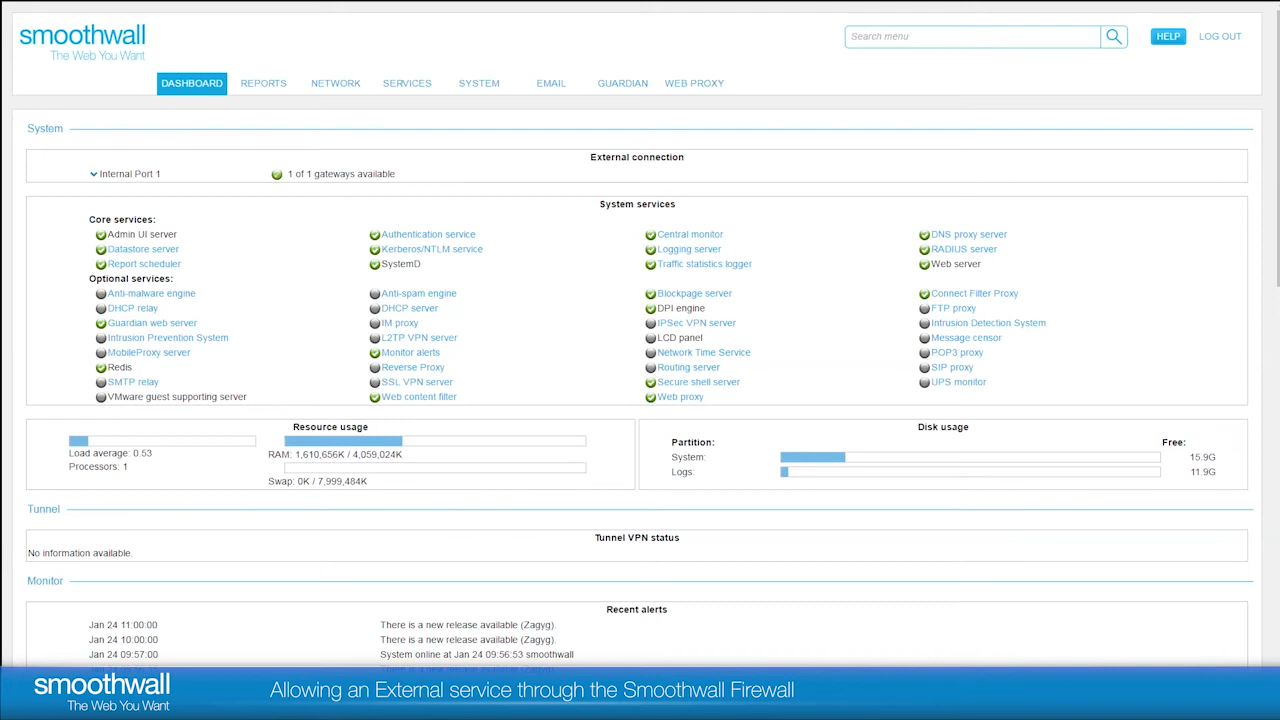 smoothwall
The Web You Want
Search menu
HELP
LOG OUT
DASHBOARD REPORTS NETWORK SERVICES SYSTEM EMAIL GUARDIAN WEB PROXY
System
External connection
Internal Port 1 1 of 1 gateways available
System services
Core services:
Admin UI server Authentication service Central monitor DNS proxy server
Datastore server Kerberos/NTLM service Logging server RADIUS server
Report scheduler SystemD Traffic statistics logger Web server
Optional services:
Anti-malware engine Anti-spam engine Blockpage server Connect Filter Proxy
DHCP relay DHCP server DPI engine FTP proxy
Guardian web server IM proxy IPSec VPN server Intrusion Detection System
Intrusion Prevention System L2TP VPN server LCD panel Message censor
MobileProxy server Monitor alerts Network Time Service POP3 proxy
Redis Reverse Proxy Routing server SIP proxy
SMTP relay SSL VPN server Secure shell server UPS monitor
VMware guest supporting server Web content filter Web proxy
Resource usage
Load average: 0.53
Processors: 1
RAM: 1,610,656K / 4,059,024K
Swap: 0K / 7,999,484K
Disk usage
Partition: Free:
System: 15.9G
Logs: 11.9G
Tunnel
Tunnel VPN status
No information available.
Monitor
Recent alerts
Jan 24 11:00:00 There is a new release available (Zagyg).
Jan 24 10:00:00 There is a new release available (Zagyg).
Jan 24 09:57:00 System online at Jan 24 09:56:53 smoothwall
smoothwall
The Web You Want
Allowing an External service through the Smoothwall Firewall